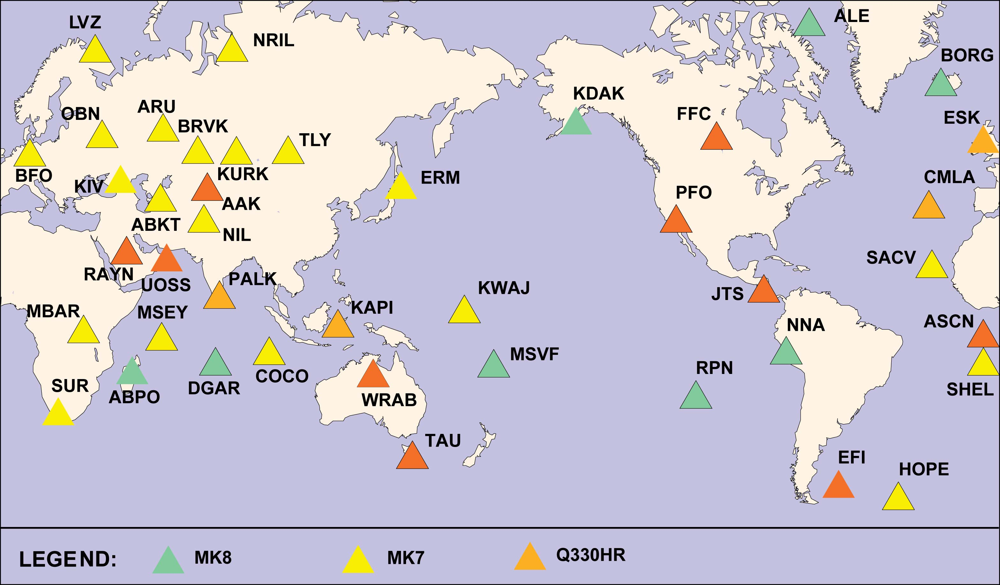 LVZ
ALE
NRIL
BORG
KDAK
ARU
OBN
FFC
ESK
BRVK
TLY
BFO
KURK
ERM
CMLA
KIV
PFO
AAK
ABKT
NIL
SACV
RAYN
PALK
UOSS
KWAJ
JTS
KAPI
MBAR
MSEY
ASCN
NNA
MSVF
RPN
COCO
SUR
DGAR
SHEL
ABPO
WRAB
TAU
EFI
HOPE
LEGEND: MK8 MK7 Q330HR